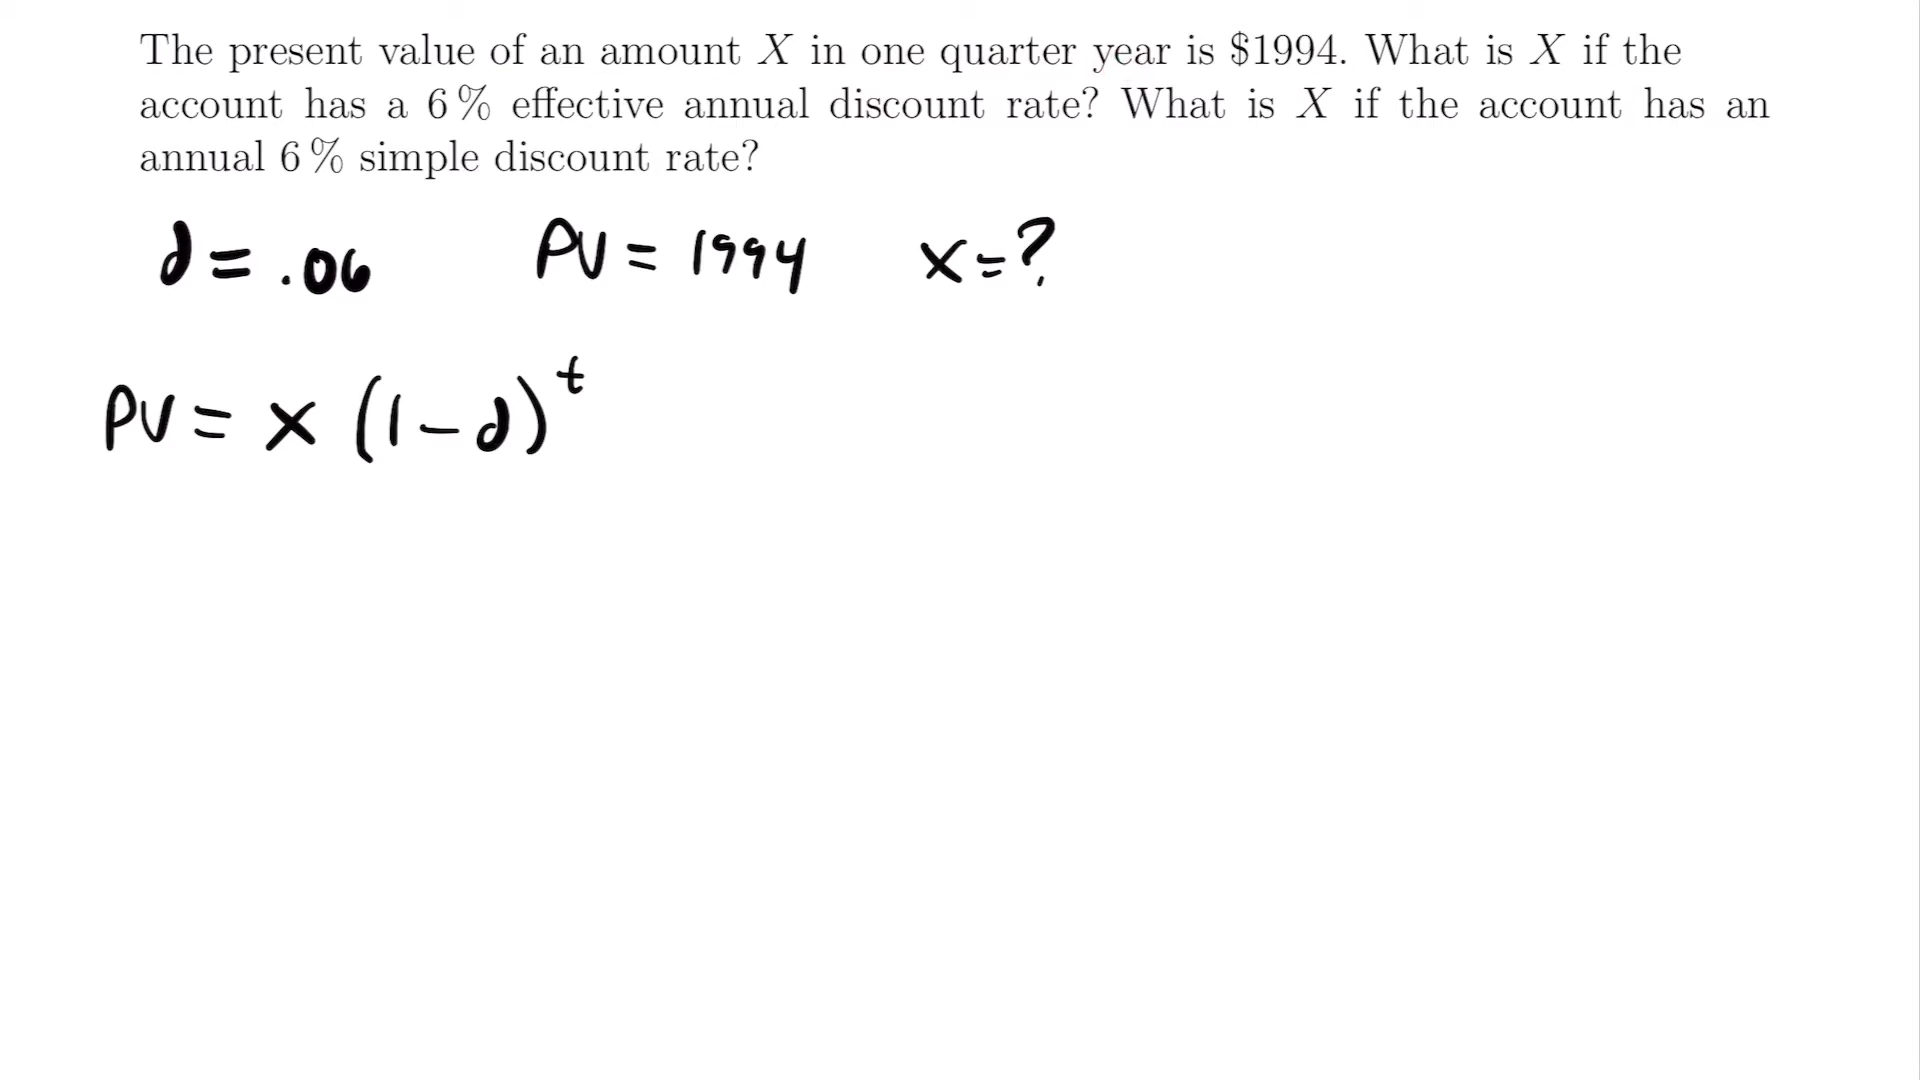 The present value of an amount X in one quarter year is $1994. What is X if the
account has a 6 % effective annual discount rate? What is X if the account has an
annual 6 % simple discount rate?
d = .06 PV = 1994 x = ?
PV = x (1 - d)^t